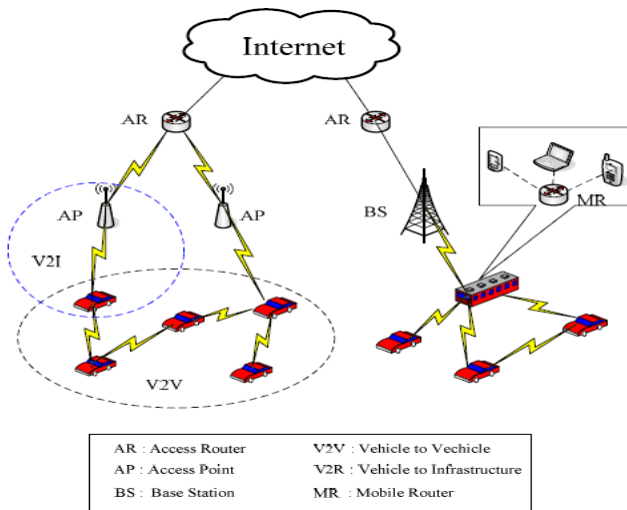 Internet
AR
AR
AP
AP
BS
MR
V2I
V2V
AR : Access Router
V2V : Vehicle to Vechicle
AP : Access Point
V2R : Vehicle to Infrastructure
BS : Base Station
MR : Mobile Router